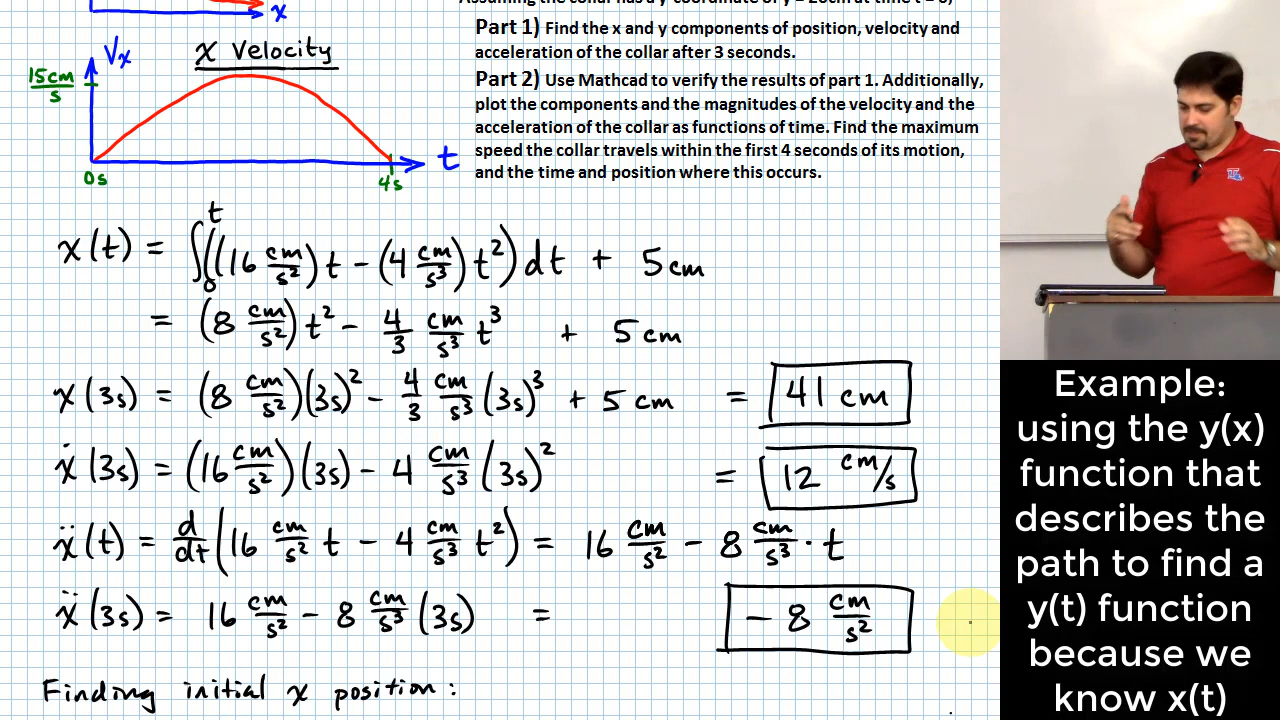 x
Part 1) Find the x and y components of position, velocity and
acceleration of the collar after 3 seconds.
Part 2) Use Mathcad to verify the results of part 1. Additionally,
plot the components and the magnitudes of the velocity and the
acceleration of the collar as functions of time. Find the maximum
speed the collar travels within the first 4 seconds of its motion,
and the time and position where this occurs.
Vx
x Velocity
15 cm/s
t
0s
4s
x(t) = ∫₀ᵗ((16 cm/s²)t − (4 cm/s³)t²)dt + 5cm
= (8 cm/s²)t² − 4/3 cm/s³ t³ + 5cm
x(3s) = (8 cm/s²)(3s)² − 4/3 cm/s³ (3s)³ + 5cm = 41 cm
ẋ(3s) = (16 cm/s²)(3s) − 4 cm/s³ (3s)² = 12 cm/s
ẍ(t) = d/dt(16 cm/s² t − 4 cm/s³ t²) = 16 cm/s² − 8 cm/s³ · t
ẍ(3s) = 16 cm/s² − 8 cm/s³ (3s) = −8 cm/s²
Finding initial x position:
Example:
using the y(x)
function that
describes the
path to find a
y(t) function
because we
know x(t)